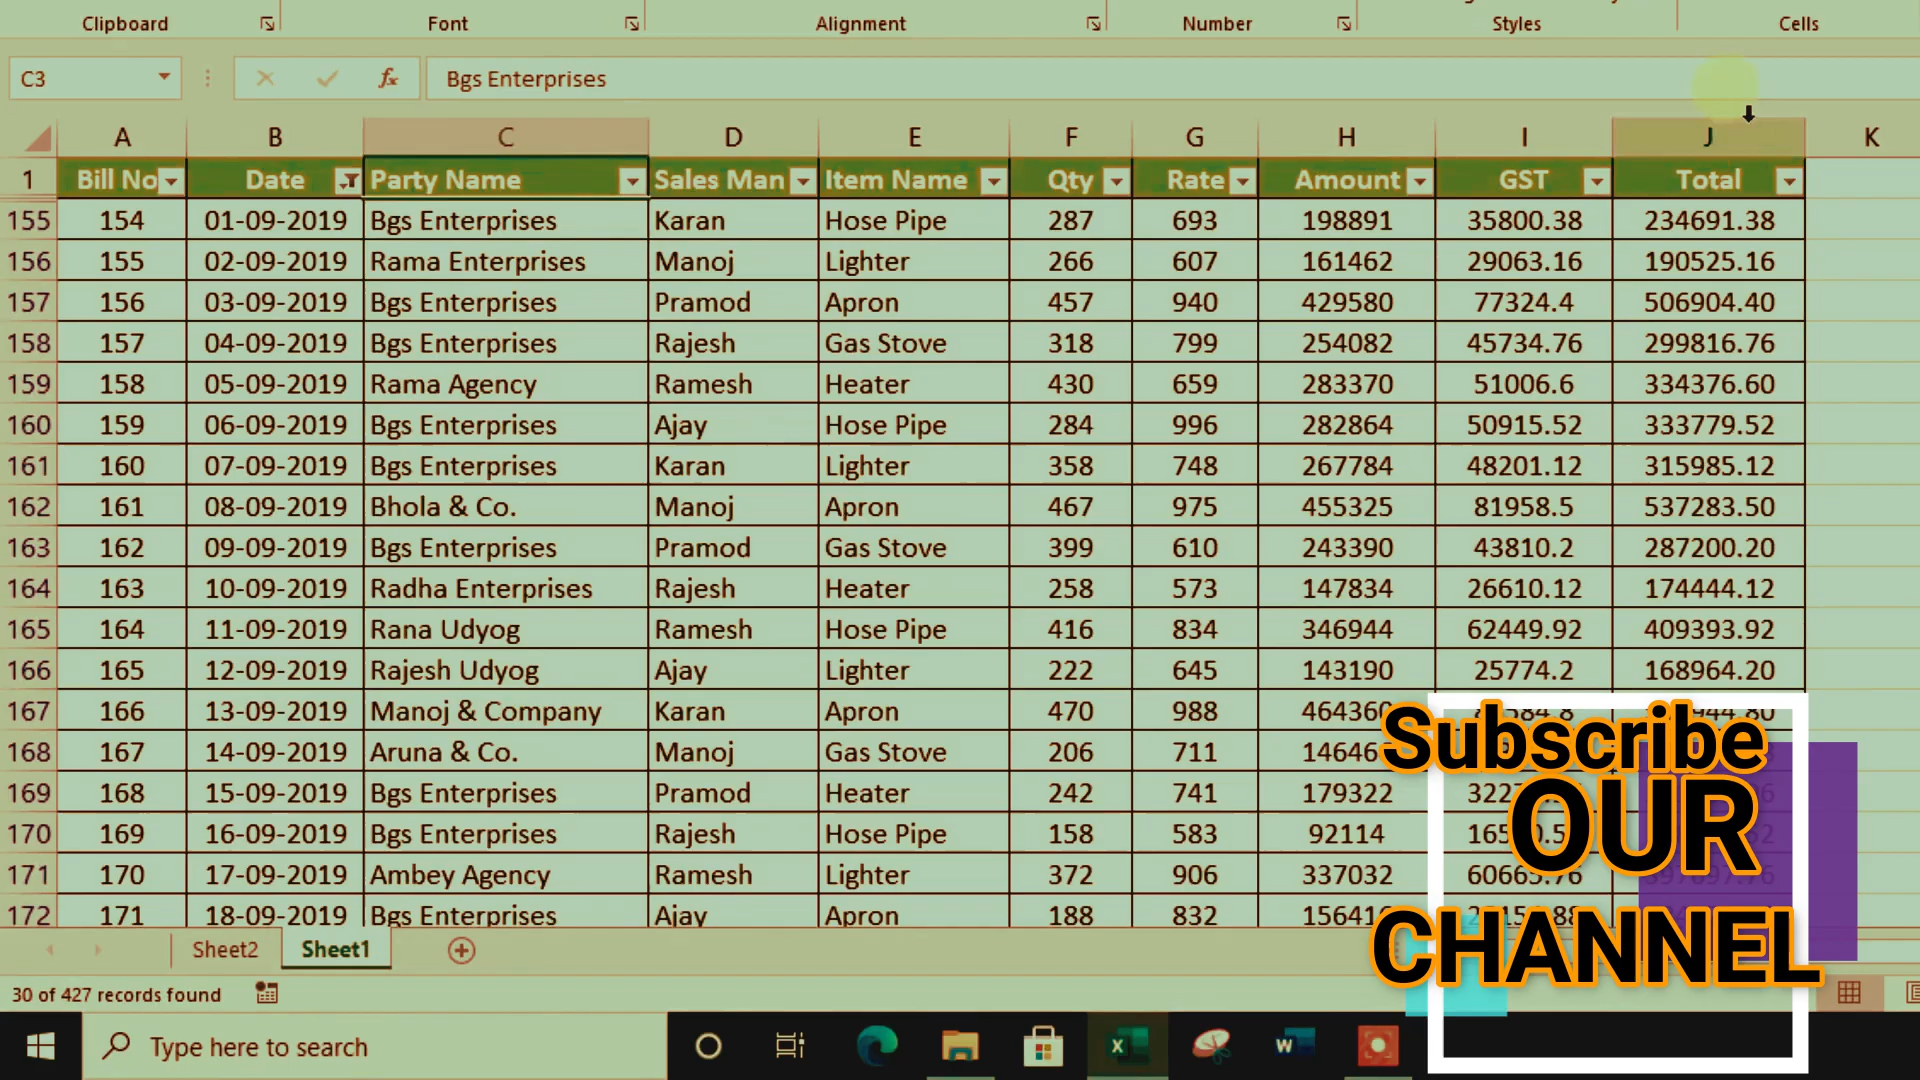 Clipboard Font Alignment Number Styles Cells
C3 fx Bgs Enterprises
A B C D E F G H I J K
1 Bill No Date Party Name Sales Man Item Name Qty Rate Amount GST Total
155 154 01-09-2019 Bgs Enterprises Karan Hose Pipe 287 693 198891 35800.38 234691.38
156 155 02-09-2019 Rama Enterprises Manoj Lighter 266 607 161462 29063.16 190525.16
157 156 03-09-2019 Bgs Enterprises Pramod Apron 457 940 429580 77324.4 506904.40
158 157 04-09-2019 Bgs Enterprises Rajesh Gas Stove 318 799 254082 45734.76 299816.76
159 158 05-09-2019 Rama Agency Ramesh Heater 430 659 283370 51006.6 334376.60
160 159 06-09-2019 Bgs Enterprises Ajay Hose Pipe 284 996 282864 50915.52 333779.52
161 160 07-09-2019 Bgs Enterprises Karan Lighter 358 748 267784 48201.12 315985.12
162 161 08-09-2019 Bhola & Co. Manoj Apron 467 975 455325 81958.5 537283.50
163 162 09-09-2019 Bgs Enterprises Pramod Gas Stove 399 610 243390 43810.2 287200.20
164 163 10-09-2019 Radha Enterprises Rajesh Heater 258 573 147834 26610.12 174444.12
165 164 11-09-2019 Rana Udyog Ramesh Hose Pipe 416 834 346944 62449.92 409393.92
166 165 12-09-2019 Rajesh Udyog Ajay Lighter 222 645 143190 25774.2 168964.20
167 166 13-09-2019 Manoj & Company Karan Apron 470 988 464360
168 167 14-09-2019 Aruna & Co. Manoj Gas Stove 206 711
169 168 15-09-2019 Bgs Enterprises Pramod Heater 242 741 179322
170 169 16-09-2019 Bgs Enterprises Rajesh Hose Pipe 158 583 92114
171 170 17-09-2019 Ambey Agency Ramesh Lighter 372 906 337032 60665.76
172 171 18-09-2019 Bgs Enterprises Ajay Apron 188 832
Subscribe
OUR
CHANNEL
Sheet2 Sheet1
30 of 427 records found
Type here to search